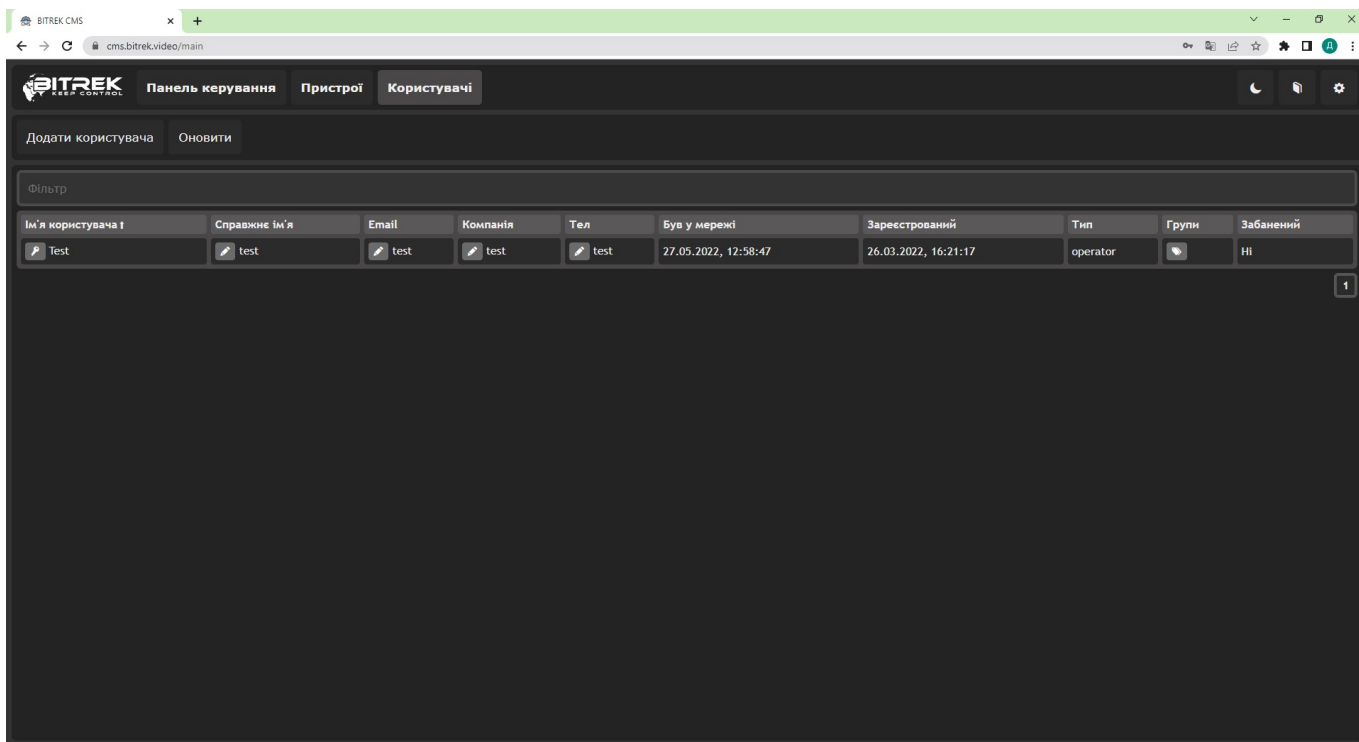 BITREK CMS
cms.bitrek.video/main
Д
BITREK
KEEP CONTROL
Панель керування Пристрої Користувачі
Додати користувача Оновити
Фільтр
Ім'я користувача Справжнє ім'я Email Компанія Тел Був у мережі Зареєстрований Тип Групи Забанений
Test test test test test 27.05.2022, 12:58:47 26.03.2022, 16:21:17 operator Ні
1